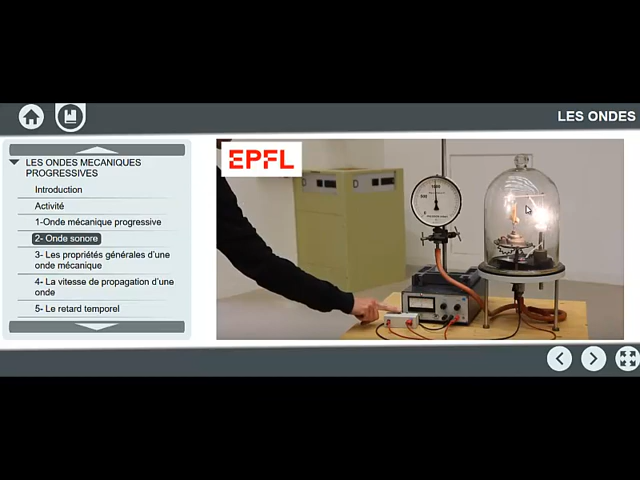 LES ONDES
LES ONDES MECANIQUES
PROGRESSIVES
Introduction
Activité
1-Onde mécanique progressive
2- Onde sonore
3- Les propriétés générales d'une
onde mécanique
4- La vitesse de propagation d'une
onde
5- Le retard temporel
EPFL